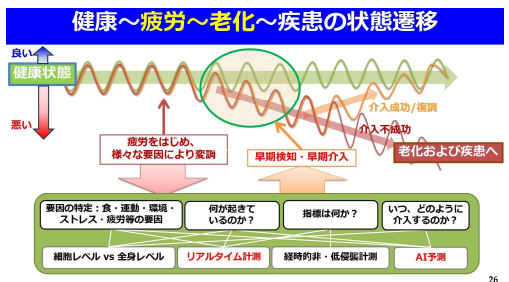 健康～疲労～老化～疾患の状態遷移
良い
健康状態
悪い
介入成功/復調
介入不成功
老化および疾患へ
疲労をはじめ、
様々な要因により変調
早期検知・早期介入
要因の特定：食・運動・環境・
ストレス・疲労等の要因
何が起きて
いるのか？
指標は何か？
いつ、どのように
介入するのか？
細胞レベル vs 全身レベル
リアルタイム計測
経時的非・低侵襲計測
AI予測
26